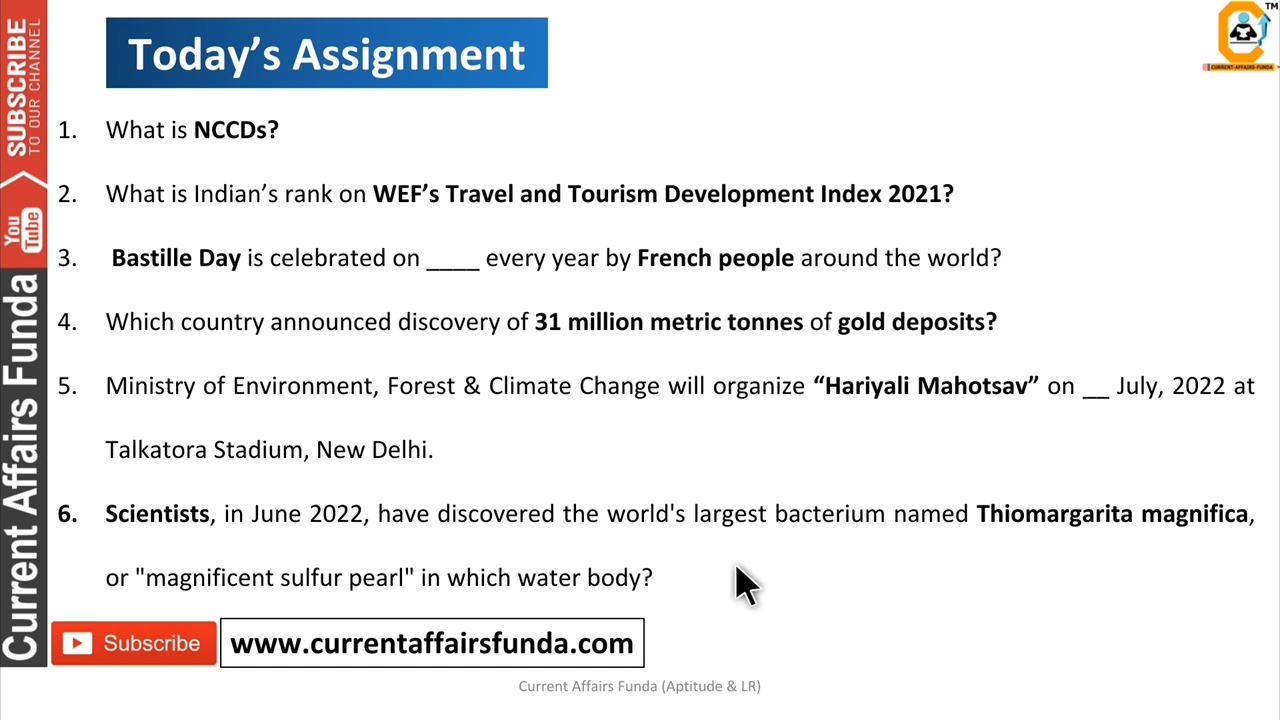 Today's Assignment
1. What is NCCDs?
2. What is Indian's rank on WEF's Travel and Tourism Development Index 2021?
3. Bastille Day is celebrated on ____ every year by French people around the world?
4. Which country announced discovery of 31 million metric tonnes of gold deposits?
5. Ministry of Environment, Forest & Climate Change will organize “Hariyali Mahotsav” on __ July, 2022 at
Talkatora Stadium, New Delhi.
6. Scientists, in June 2022, have discovered the world's largest bacterium named Thiomargarita magnifica,
or "magnificent sulfur pearl" in which water body?
Subscribe
www.currentaffairsfunda.com
Current Affairs Funda (Aptitude & LR)
SUBSCRIBE
TO OUR CHANNEL
You
Tube
Current Affairs Funda
TM
CURRENT-AFFAIRS-FUNDA